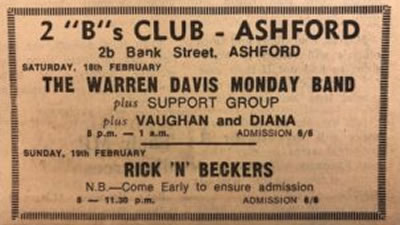 2 "B"s CLUB - ASHFORD
2b Bank Street, ASHFORD
SATURDAY, 18th FEBRUARY
THE WARREN DAVIS MONDAY BAND
plus SUPPORT GROUP
plus VAUGHAN and DIANA
8 p.m. — 1 a.m. ADMISSION 6/6
SUNDAY, 19th FEBRUARY
RICK 'N' BECKERS
N.B.—Come Early to ensure admission
8 — 11.30 p.m. ADMISSION 6/6